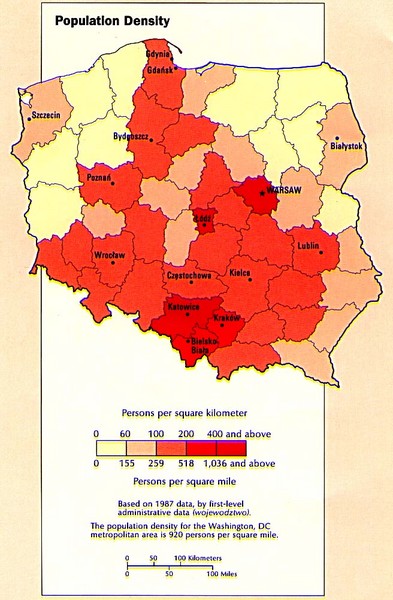 Population Density
Gdynia
Gdańsk
Szczecin
Bydgoszcz
Białystok
Poznań
WARSAW
Łódź
Wrocław
Lublin
Częstochowa
Kielce
Katowice
Kraków
Bielsko-
Biała
Persons per square kilometer
0 60 100 200 400 and above
0 155 259 518 1,036 and above
Persons per square mile
Based on 1987 data, by first-level
administrative data (wojewodztwo).
The population density for the Washington, DC
metropolitan area is 920 persons per square mile.
0 50 100 Kilometers
0 50 100 Miles